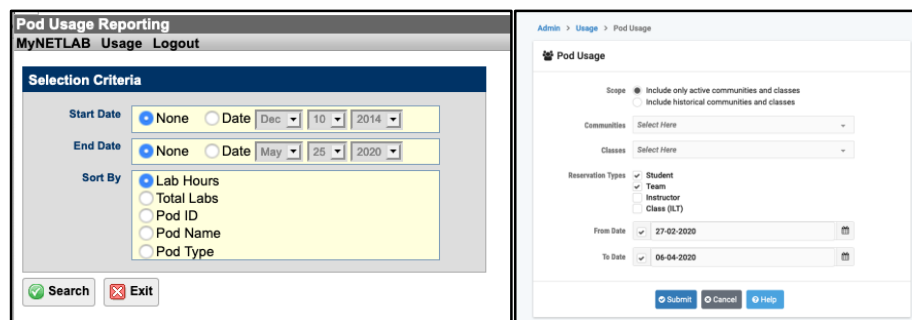 Pod Usage Reporting
MyNETLAB Usage Logout
Selection Criteria
Start Date None Date Dec 10 2014
End Date None Date May 25 2020
Sort By Lab Hours
Total Labs
Pod ID
Pod Name
Pod Type
Search Exit
Admin > Usage > Pod Usage
Pod Usage
Scope Include only active communities and classes
Include historical communities and classes
Communities Select Here
Classes Select Here
Reservation Types Student
Team
Instructor
Class (ILT)
From Date 27-02-2020
To Date 06-04-2020
Submit Cancel Help